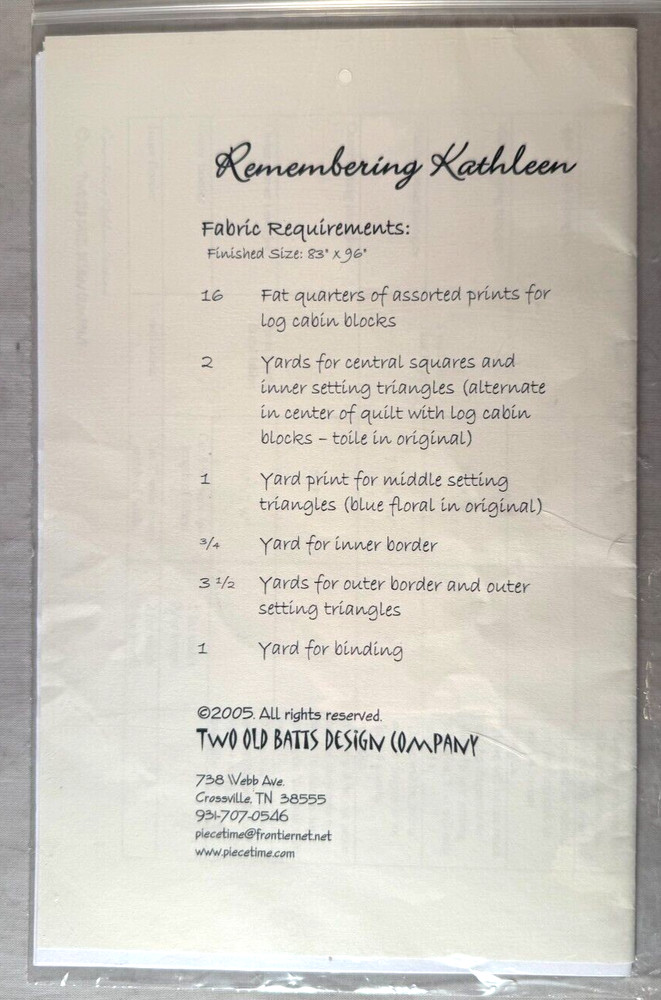 Remembering Kathleen
Fabric Requirements:
Finished Size: 83" x 96"
16 Fat quarters of assorted prints for
log cabin blocks
2 Yards for central squares and
inner setting triangles (alternate
in center of quilt with log cabin
blocks – toile in original)
1 Yard print for middle setting
triangles (blue floral in original)
3/4 Yard for inner border
3 1/2 Yards for outer border and outer
setting triangles
1 Yard for binding
©2005. All rights reserved.
TWO OLD BATTS DESIGN COMPANY
738 Webb Ave.
Crossville, TN 38555
931-707-0546
piecetime@frontiernet.net
www.piecetime.com